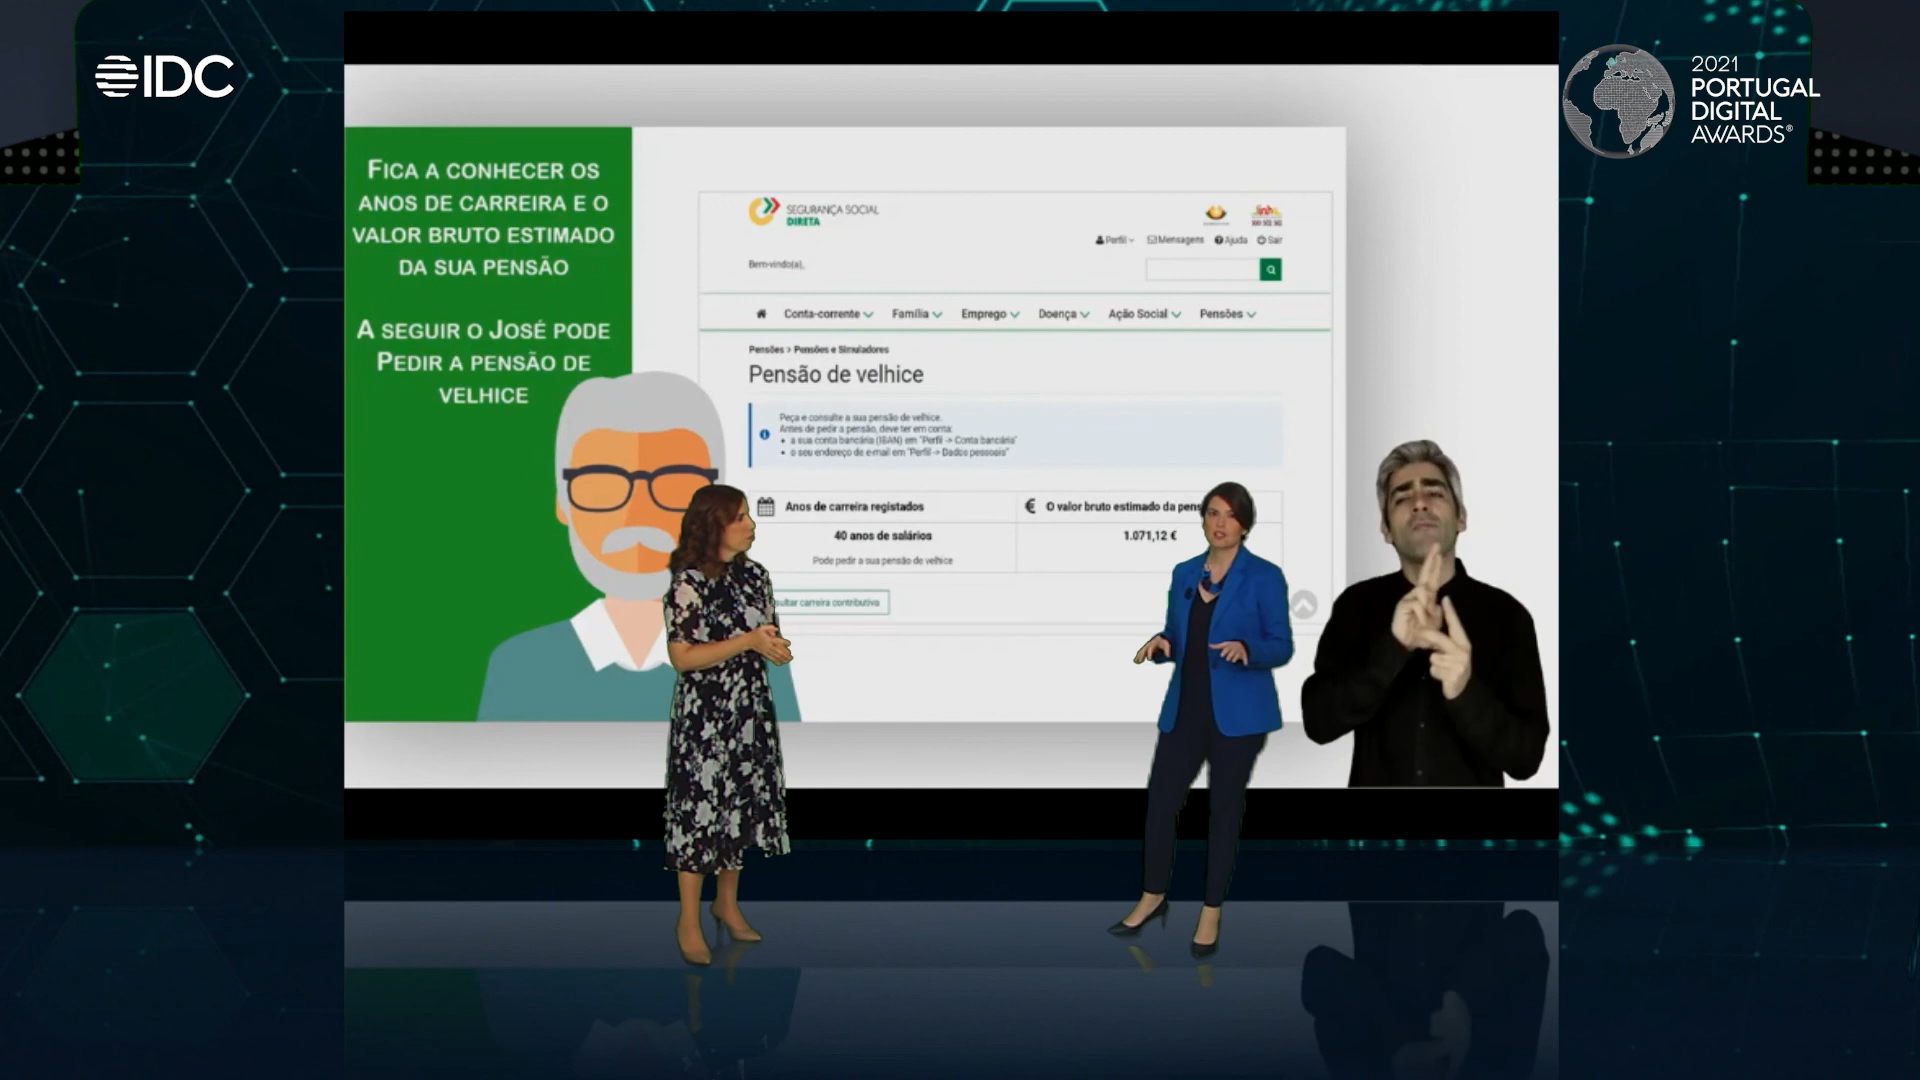 IDC
2021
PORTUGAL
DIGITAL
AWARDS®
FICA A CONHECER OS
ANOS DE CARREIRA E O
VALOR BRUTO ESTIMADO
DA SUA PENSÃO
A SEGUIR O JOSÉ PODE
PEDIR A PENSÃO DE
VELHICE
SEGURANÇA SOCIAL
DIRETA
Perfil
Mensagens
Ajuda
Sair
Bem-vindo(a),
Conta-corrente
Família
Emprego
Doença
Ação Social
Pensões
Pensões > Pensões e Simuladores
Pensão de velhice
Peça e consulte a sua pensão de velhice.
Antes de pedir a pensão, deve ter em conta:
• a sua conta bancária (IBAN) em "Perfil -> Conta bancária"
• o seu endereço de e-mail em "Perfil -> Dados pessoais"
Anos de carreira registados
€ O valor bruto estimado da pens
40 anos de salários
1.071,12 €
Pode pedir a sua pensão de velhice
sultar carreira contributiva